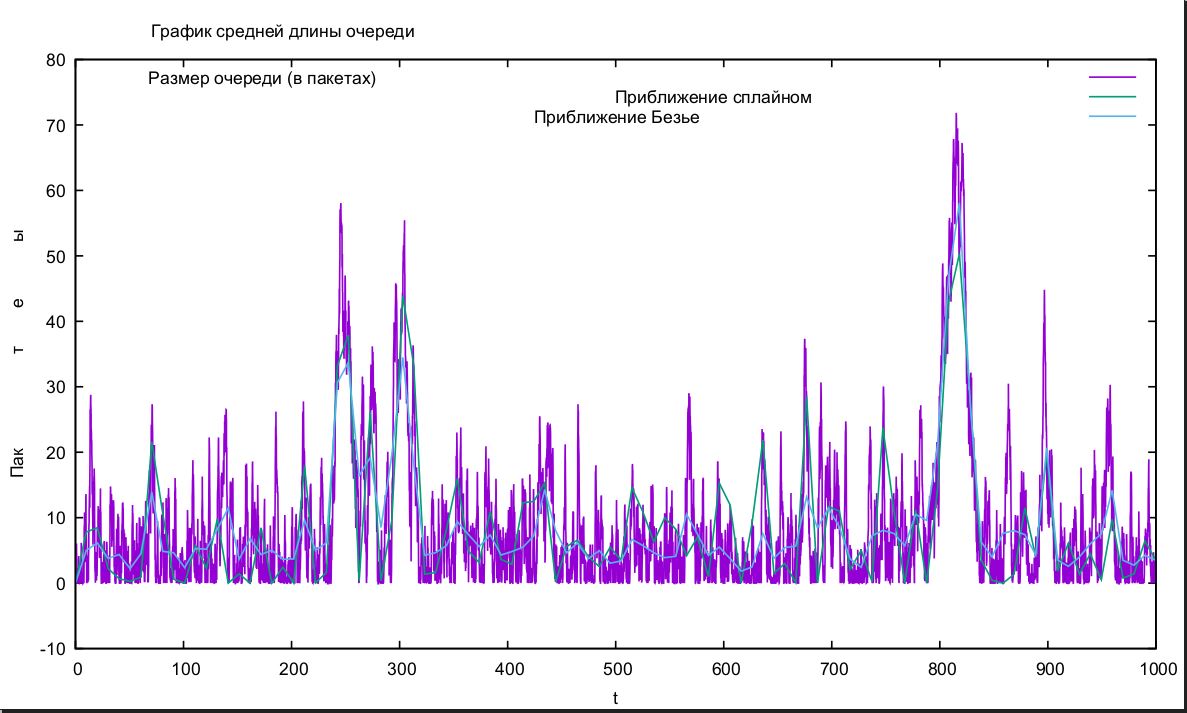 График средней длины очереди
80
Размер очереди (в пакетах)
Приближение сплайном
Приближение Безье
70
60
50
40
30
20
10
0
-10
Пак т е ы
0 100 200 300 400 500 600 700 800 900 1000
t